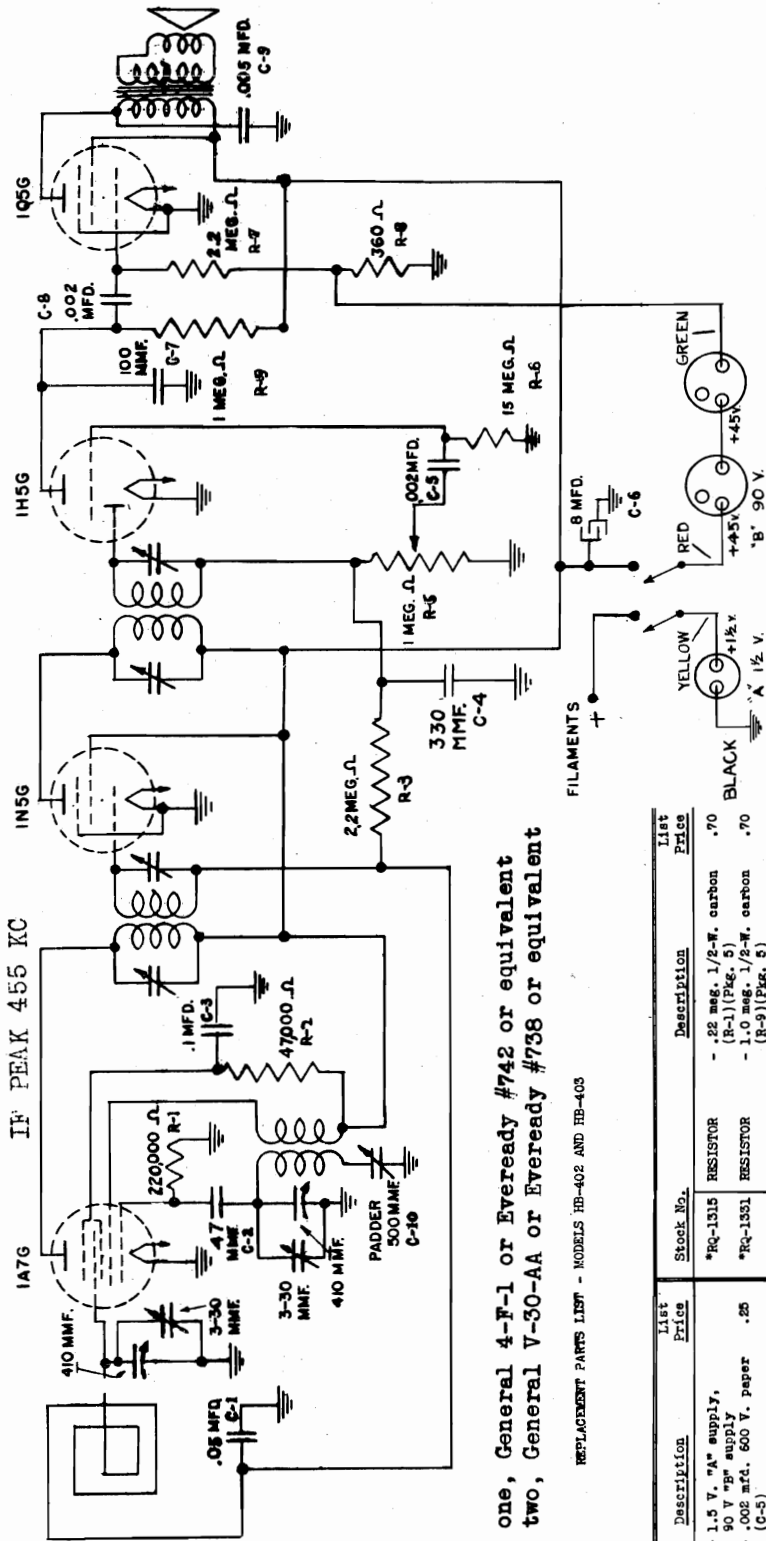 IF PEAK 455 KC
1A7G
1N5G
1H5G
1Q5G
410 MMF.
3-30
MMF.
.05 MFD.
C-1
220,000 Ω
R-1
47
MMF.
C-2
3-30
MMF.
410 MMF.
PADDER
500 MMF.
C-10
.1 MFD.
C-3
47,000 Ω
R-2
2.2 MEG. Ω
R-3
330
MMF.
C-4
1 MEG. Ω
R-5
.002 MFD.
C-5
15 MEG. Ω
R-6
100
MMF.
C-7
1 MEG. Ω
R-9
C-8
.002
MFD.
2.2
MEG. Ω
R-7
360 Ω
R-8
.005 MFD.
C-9
8 MFD.
C-6
FILAMENTS
+
YELLOW
RED
GREEN
BLACK
+1½ V.
+45 V.
+45 V.
"A" 1½ V.
"B" 90 V.
one, General 4-F-1 or Eveready #742 or equivalent
two, General V-30-AA or Eveready #738 or equivalent
REPLACEMENT PARTS LIST - MODELS HB-402 AND HB-403
Description
List
Price
Stock No.
Description
List
Price
1.5 V. "A" supply,
90 V "B" supply
.002 mfd. 600 V. paper .25
(C-5)
*RQ-1315 RESISTOR - .22 meg. 1/2-W. carbon .70
(R-1)(Pkg. 5)
*RQ-1331 RESISTOR - 1.0 meg. 1/2-W. carbon .70
(R-9)(Pkg. 5)